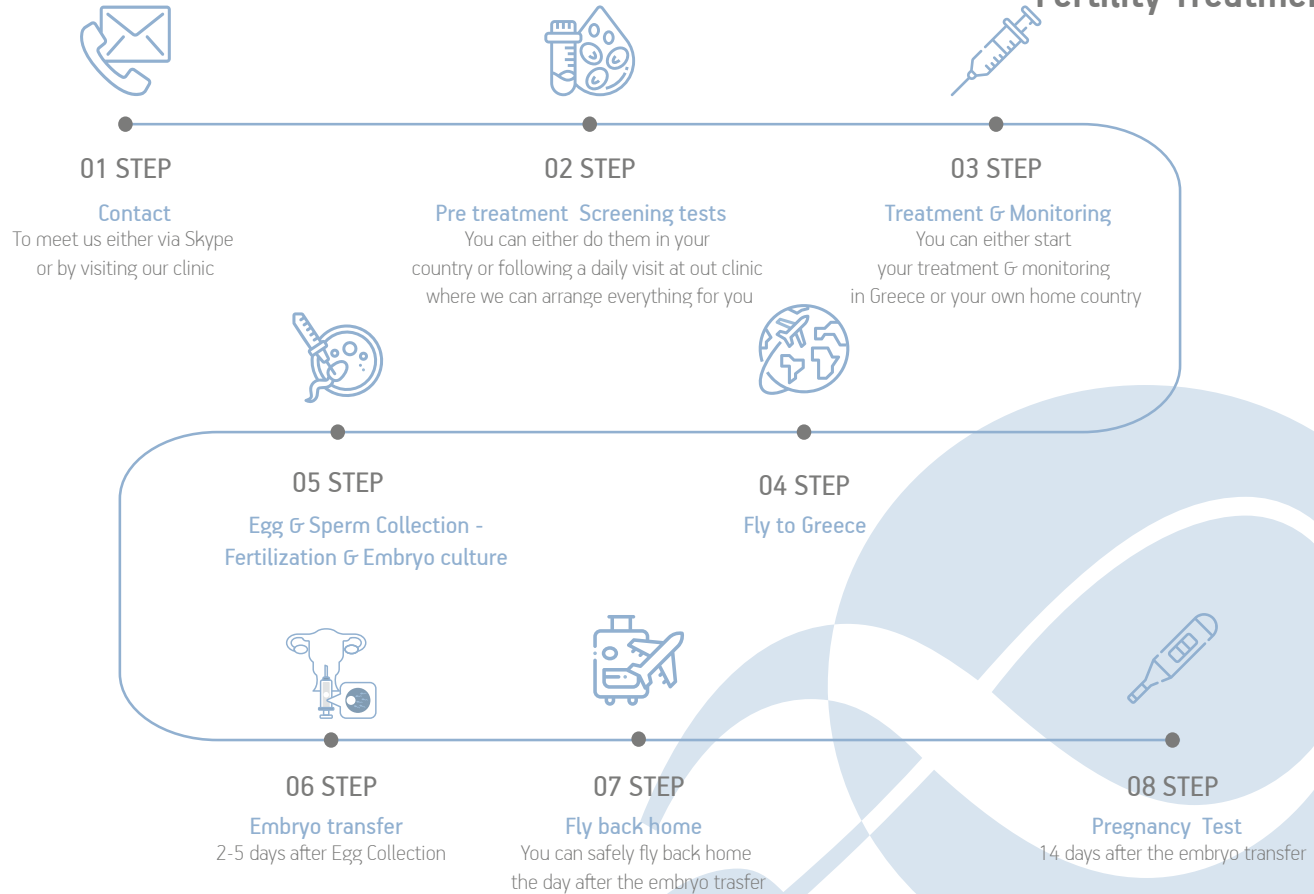 Fertility Treatmen
01 STEP
Contact
To meet us either via Skype
or by visiting our clinic
02 STEP
Pre treatment Screening tests
You can either do them in your
country or following a daily visit at out clinic
where we can arrange everything for you
03 STEP
Treatment & Monitoring
You can either start
your treatment & monitoring
in Greece or your own home country
04 STEP
Fly to Greece
05 STEP
Egg & Sperm Collection -
Fertilization & Embryo culture
06 STEP
Embryo transfer
2-5 days after Egg Collection
07 STEP
Fly back home
You can safely fly back home
the day after the embryo trasfer
08 STEP
Pregnancy Test
14 days after the embryo transfer